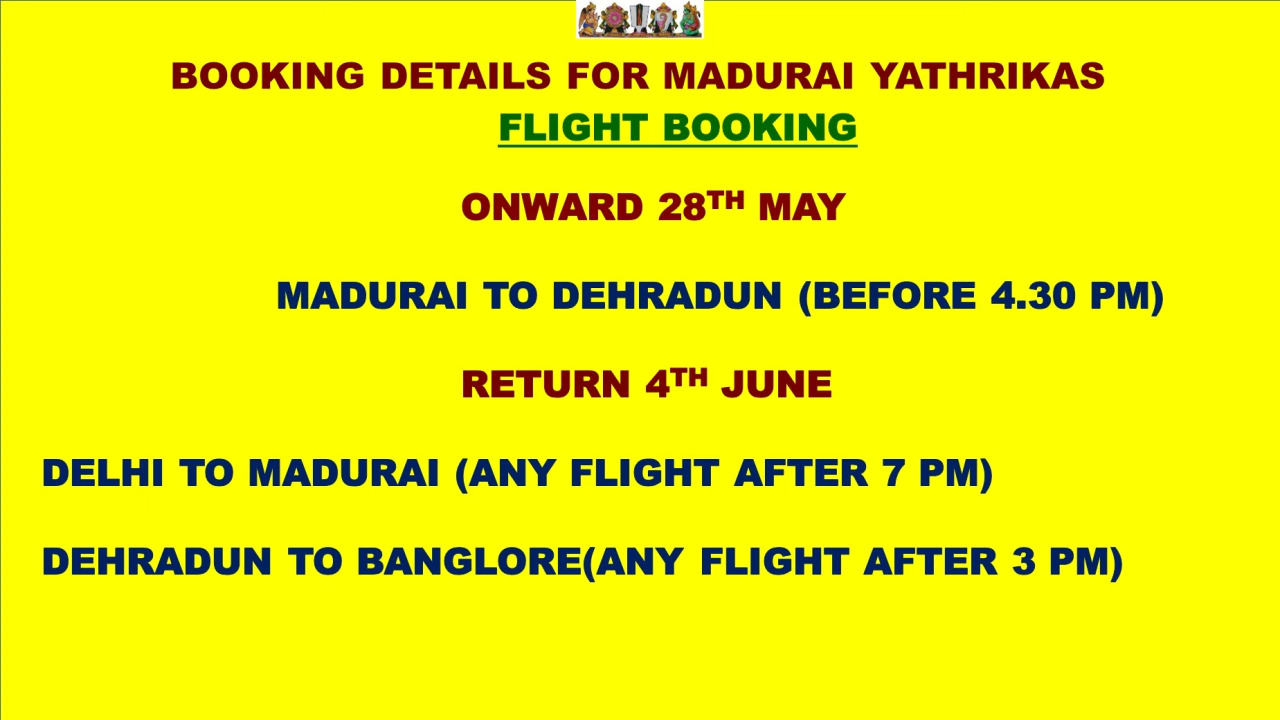 BOOKING DETAILS FOR MADURAI YATHRIKAS
FLIGHT BOOKING
ONWARD 28TH MAY
MADURAI TO DEHRADUN (BEFORE 4.30 PM)
RETURN 4TH JUNE
DELHI TO MADURAI (ANY FLIGHT AFTER 7 PM)
DEHRADUN TO BANGLORE(ANY FLIGHT AFTER 3 PM)